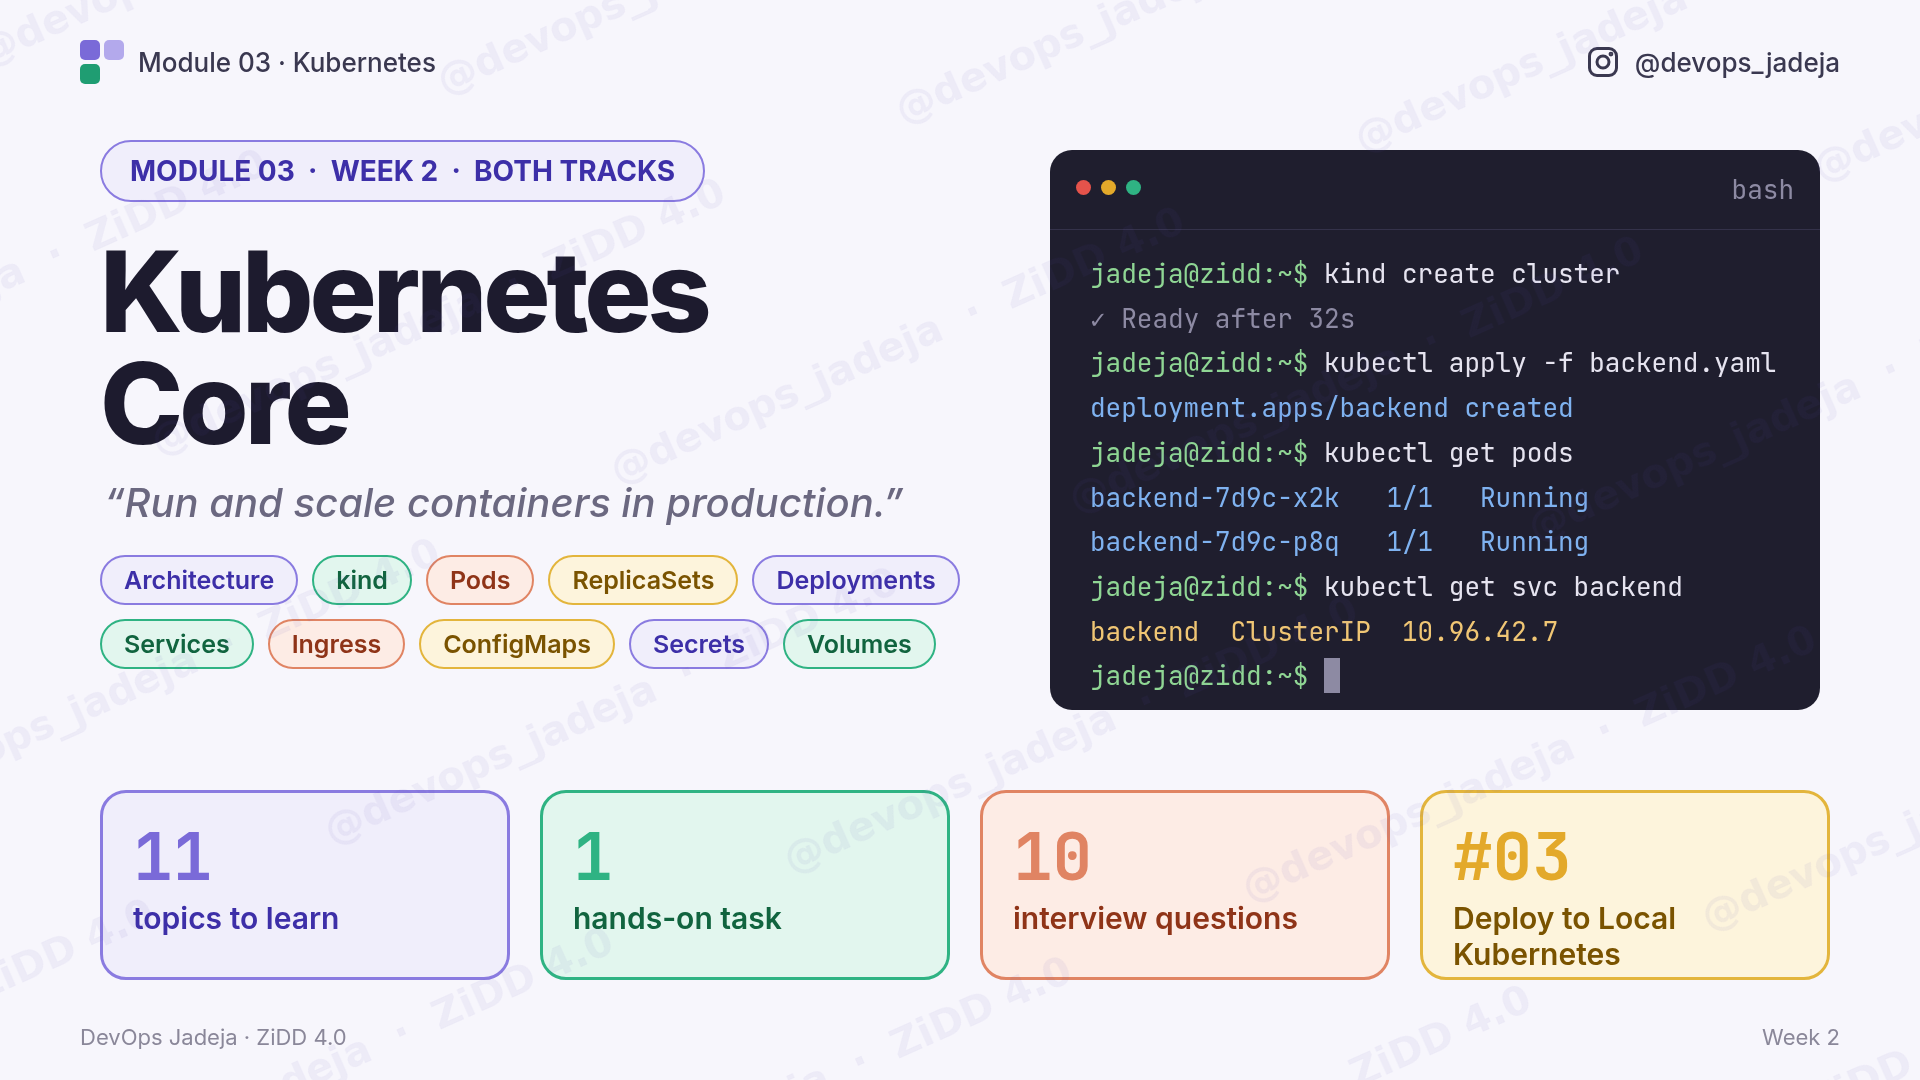 Module 03 · Kubernetes
@devops_jadeja
MODULE 03 · WEEK 2 · BOTH TRACKS
Kubernetes
Core
“Run and scale containers in production.”
Architecture kind Pods ReplicaSets Deployments
Services Ingress ConfigMaps Secrets Volumes
bash
jadeja@zidd:~$ kind create cluster
✓ Ready after 32s
jadeja@zidd:~$ kubectl apply -f backend.yaml
deployment.apps/backend created
jadeja@zidd:~$ kubectl get pods
backend-7d9c-x2k 1/1 Running
backend-7d9c-p8q 1/1 Running
jadeja@zidd:~$ kubectl get svc backend
backend ClusterIP 10.96.42.7
jadeja@zidd:~$
11
topics to learn
1
hands-on task
10
interview questions
#03
Deploy to Local
Kubernetes
DevOps Jadeja · ZiDD 4.0
Week 2
@devops_jadeja · ZiDD 4.0